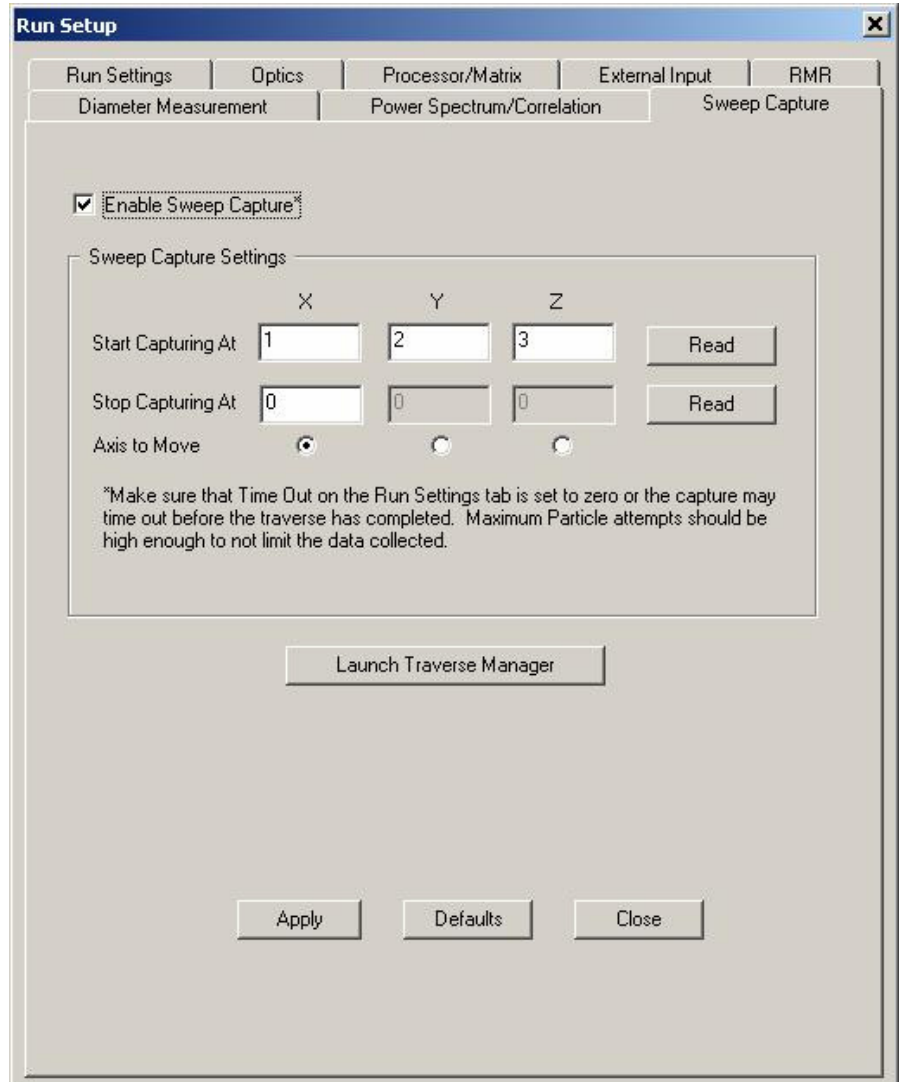 Run Setup
Run Settings Optics Processor/Matrix External Input RMR
Diameter Measurement Power Spectrum/Correlation Sweep Capture
Enable Sweep Capture*
Sweep Capture Settings
X Y Z
Start Capturing At 1 2 3 Read
Stop Capturing At 0 0 0 Read
Axis to Move
*Make sure that Time Out on the Run Settings tab is set to zero or the capture may
time out before the traverse has completed. Maximum Particle attempts should be
high enough to not limit the data collected.
Launch Traverse Manager
Apply Defaults Close